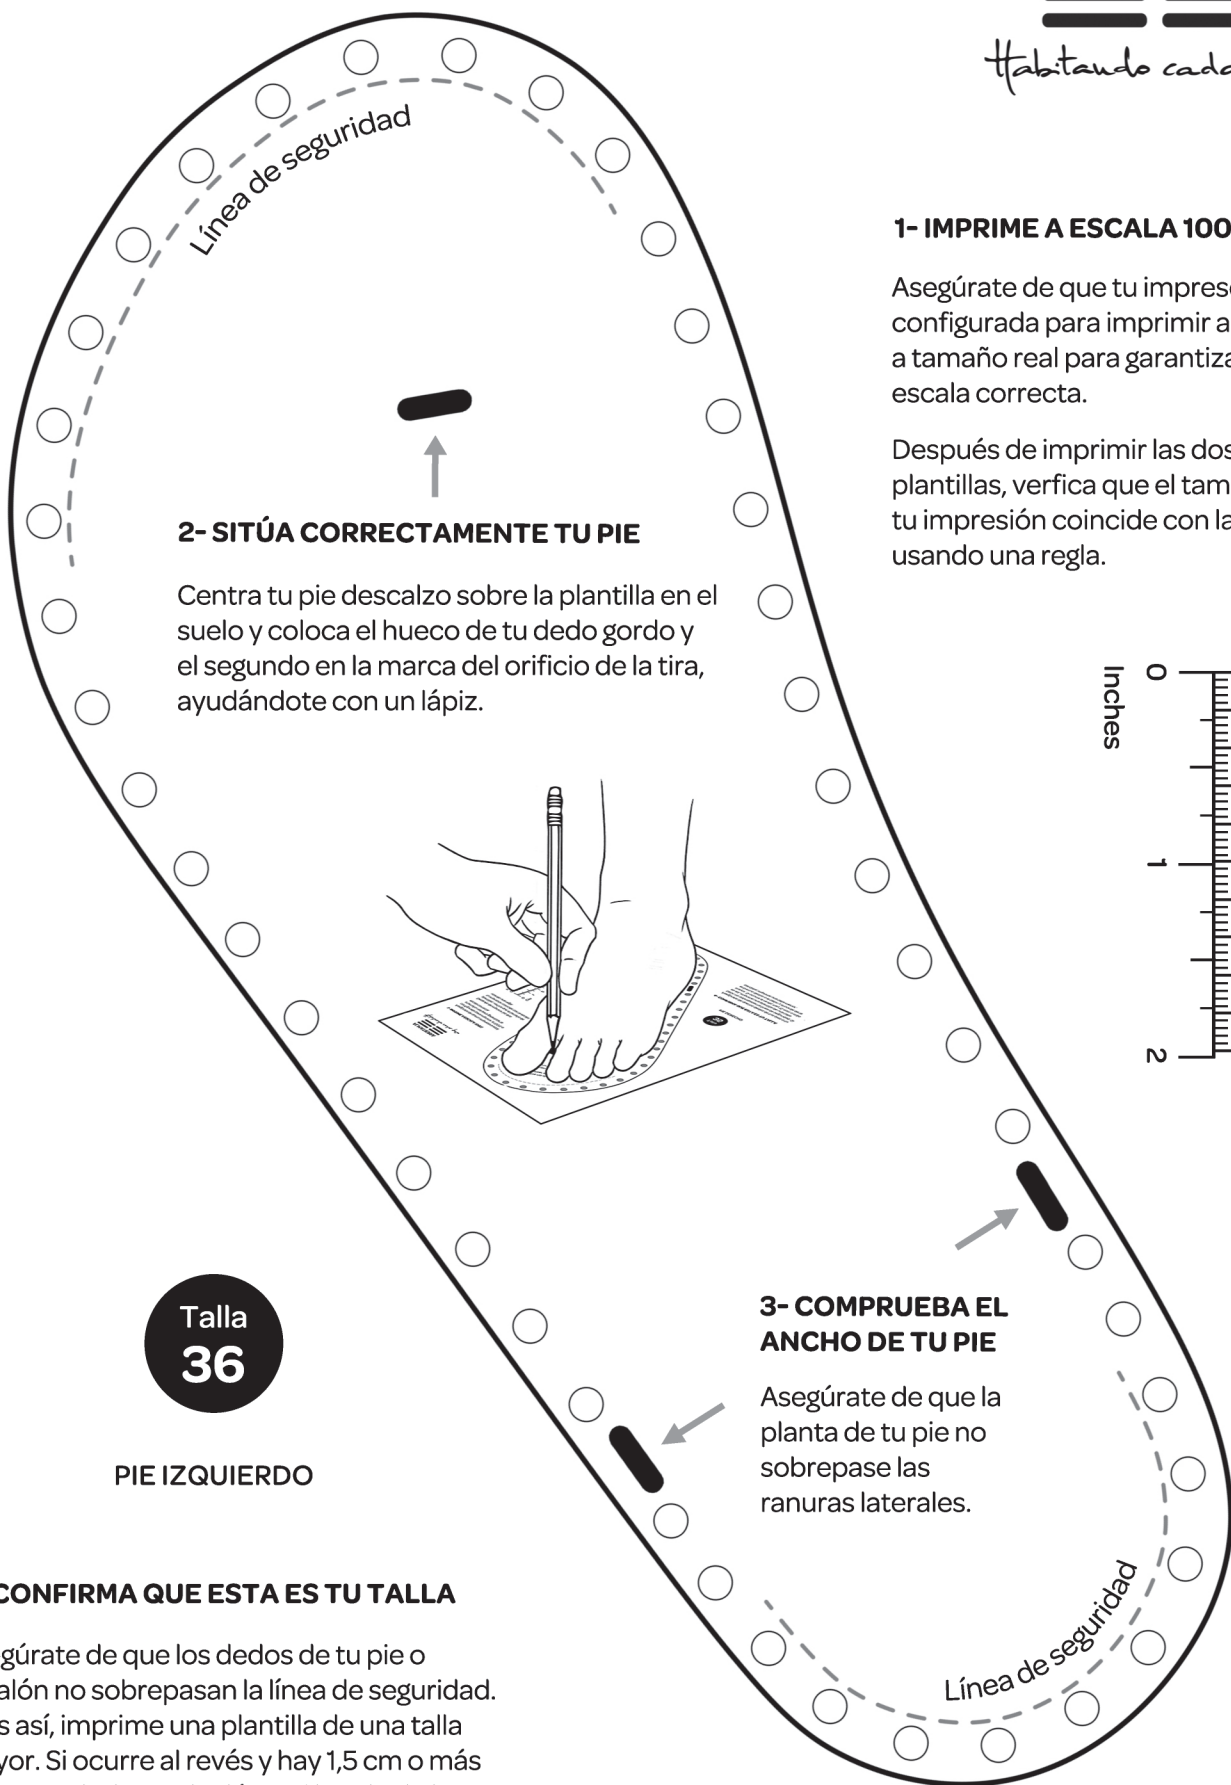 Habitando cada
Línea de seguridad
1- IMPRIME A ESCALA 100
Asegúrate de que tu impres
configurada para imprimir a
a tamaño real para garantiza
escala correcta.
Después de imprimir las dos
plantillas, verfica que el tam
tu impresión coincide con la
usando una regla.
2- SITÚA CORRECTAMENTE TU PIE
Centra tu pie descalzo sobre la plantilla en el
suelo y coloca el hueco de tu dedo gordo y
el segundo en la marca del orificio de la tira,
ayudándote con un lápiz.
Inches
0
1
2
3- COMPRUEBA EL
ANCHO DE TU PIE
Asegúrate de que la
planta de tu pie no
sobrepase las
ranuras laterales.
Línea de seguridad
Talla
36
PIE IZQUIERDO
CONFIRMA QUE ESTA ES TU TALLA
gúrate de que los dedos de tu pie o
alón no sobrepasan la línea de seguridad.
s así, imprime una plantilla de una talla
yor. Si ocurre al revés y hay 1,5 cm o más